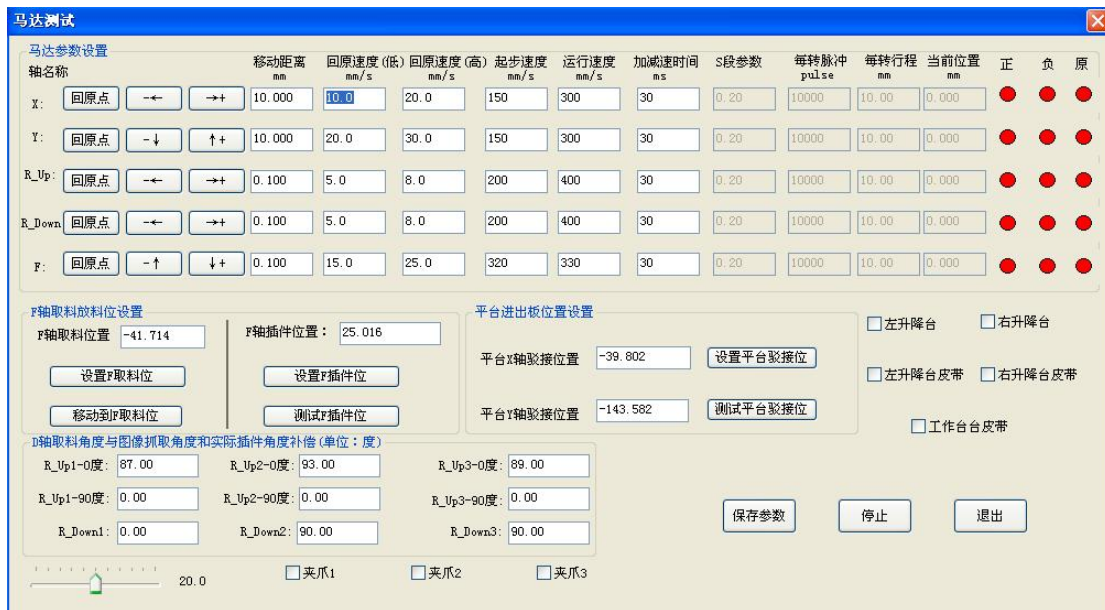 马达测试
马达参数设置
轴名称 移动距离 回原速度(低) 回原速度(高) 起步速度 运行速度 加减速时间 S段参数 每转脉冲 每转行程 当前位置 正 负 原
mm mm/s mm/s mm/s mm/s ms pulse mm mm
X: 回原点 -← →+ 10.000 10.0 20.0 150 300 30 0.20 10000 10.00 0.000
Y: 回原点 -↓ ↑+ 10.000 20.0 30.0 150 300 30 0.20 10000 10.00 0.000
R_Up: 回原点 -← →+ 0.100 5.0 8.0 200 400 30 0.20 10000 10.00 0.000
R_Down 回原点 -← →+ 0.100 5.0 8.0 200 400 30 0.20 10000 10.00 0.000
F: 回原点 -↑ ↓+ 0.100 15.0 25.0 320 330 30 0.20 10000 10.00 0.000
F轴取料放料位设置
F轴取料位置 -41.714 F轴插件位置: 25.016
设置F取料位 设置F插件位
移动到F取料位 测试F插件位
平台进出板位置设置
平台X轴驳接位置 -39.802 设置平台驳接位
平台Y轴驳接位置 -143.582 测试平台驳接位
左升降台 右升降台
左升降台皮带 右升降台皮带
工作台台皮带
D轴取料角度与图像抓取角度和实际插件角度补偿(单位:度)
R_Up1-0度: 87.00 R_Up2-0度: 93.00 R_Up3-0度: 89.00
R_Up1-90度: 0.00 R_Up2-90度: 0.00 R_Up3-90度: 0.00
R_Down1: 0.00 R_Down2: 90.00 R_Down3: 90.00
保存参数 停止 退出
20.0 夹爪1 夹爪2 夹爪3